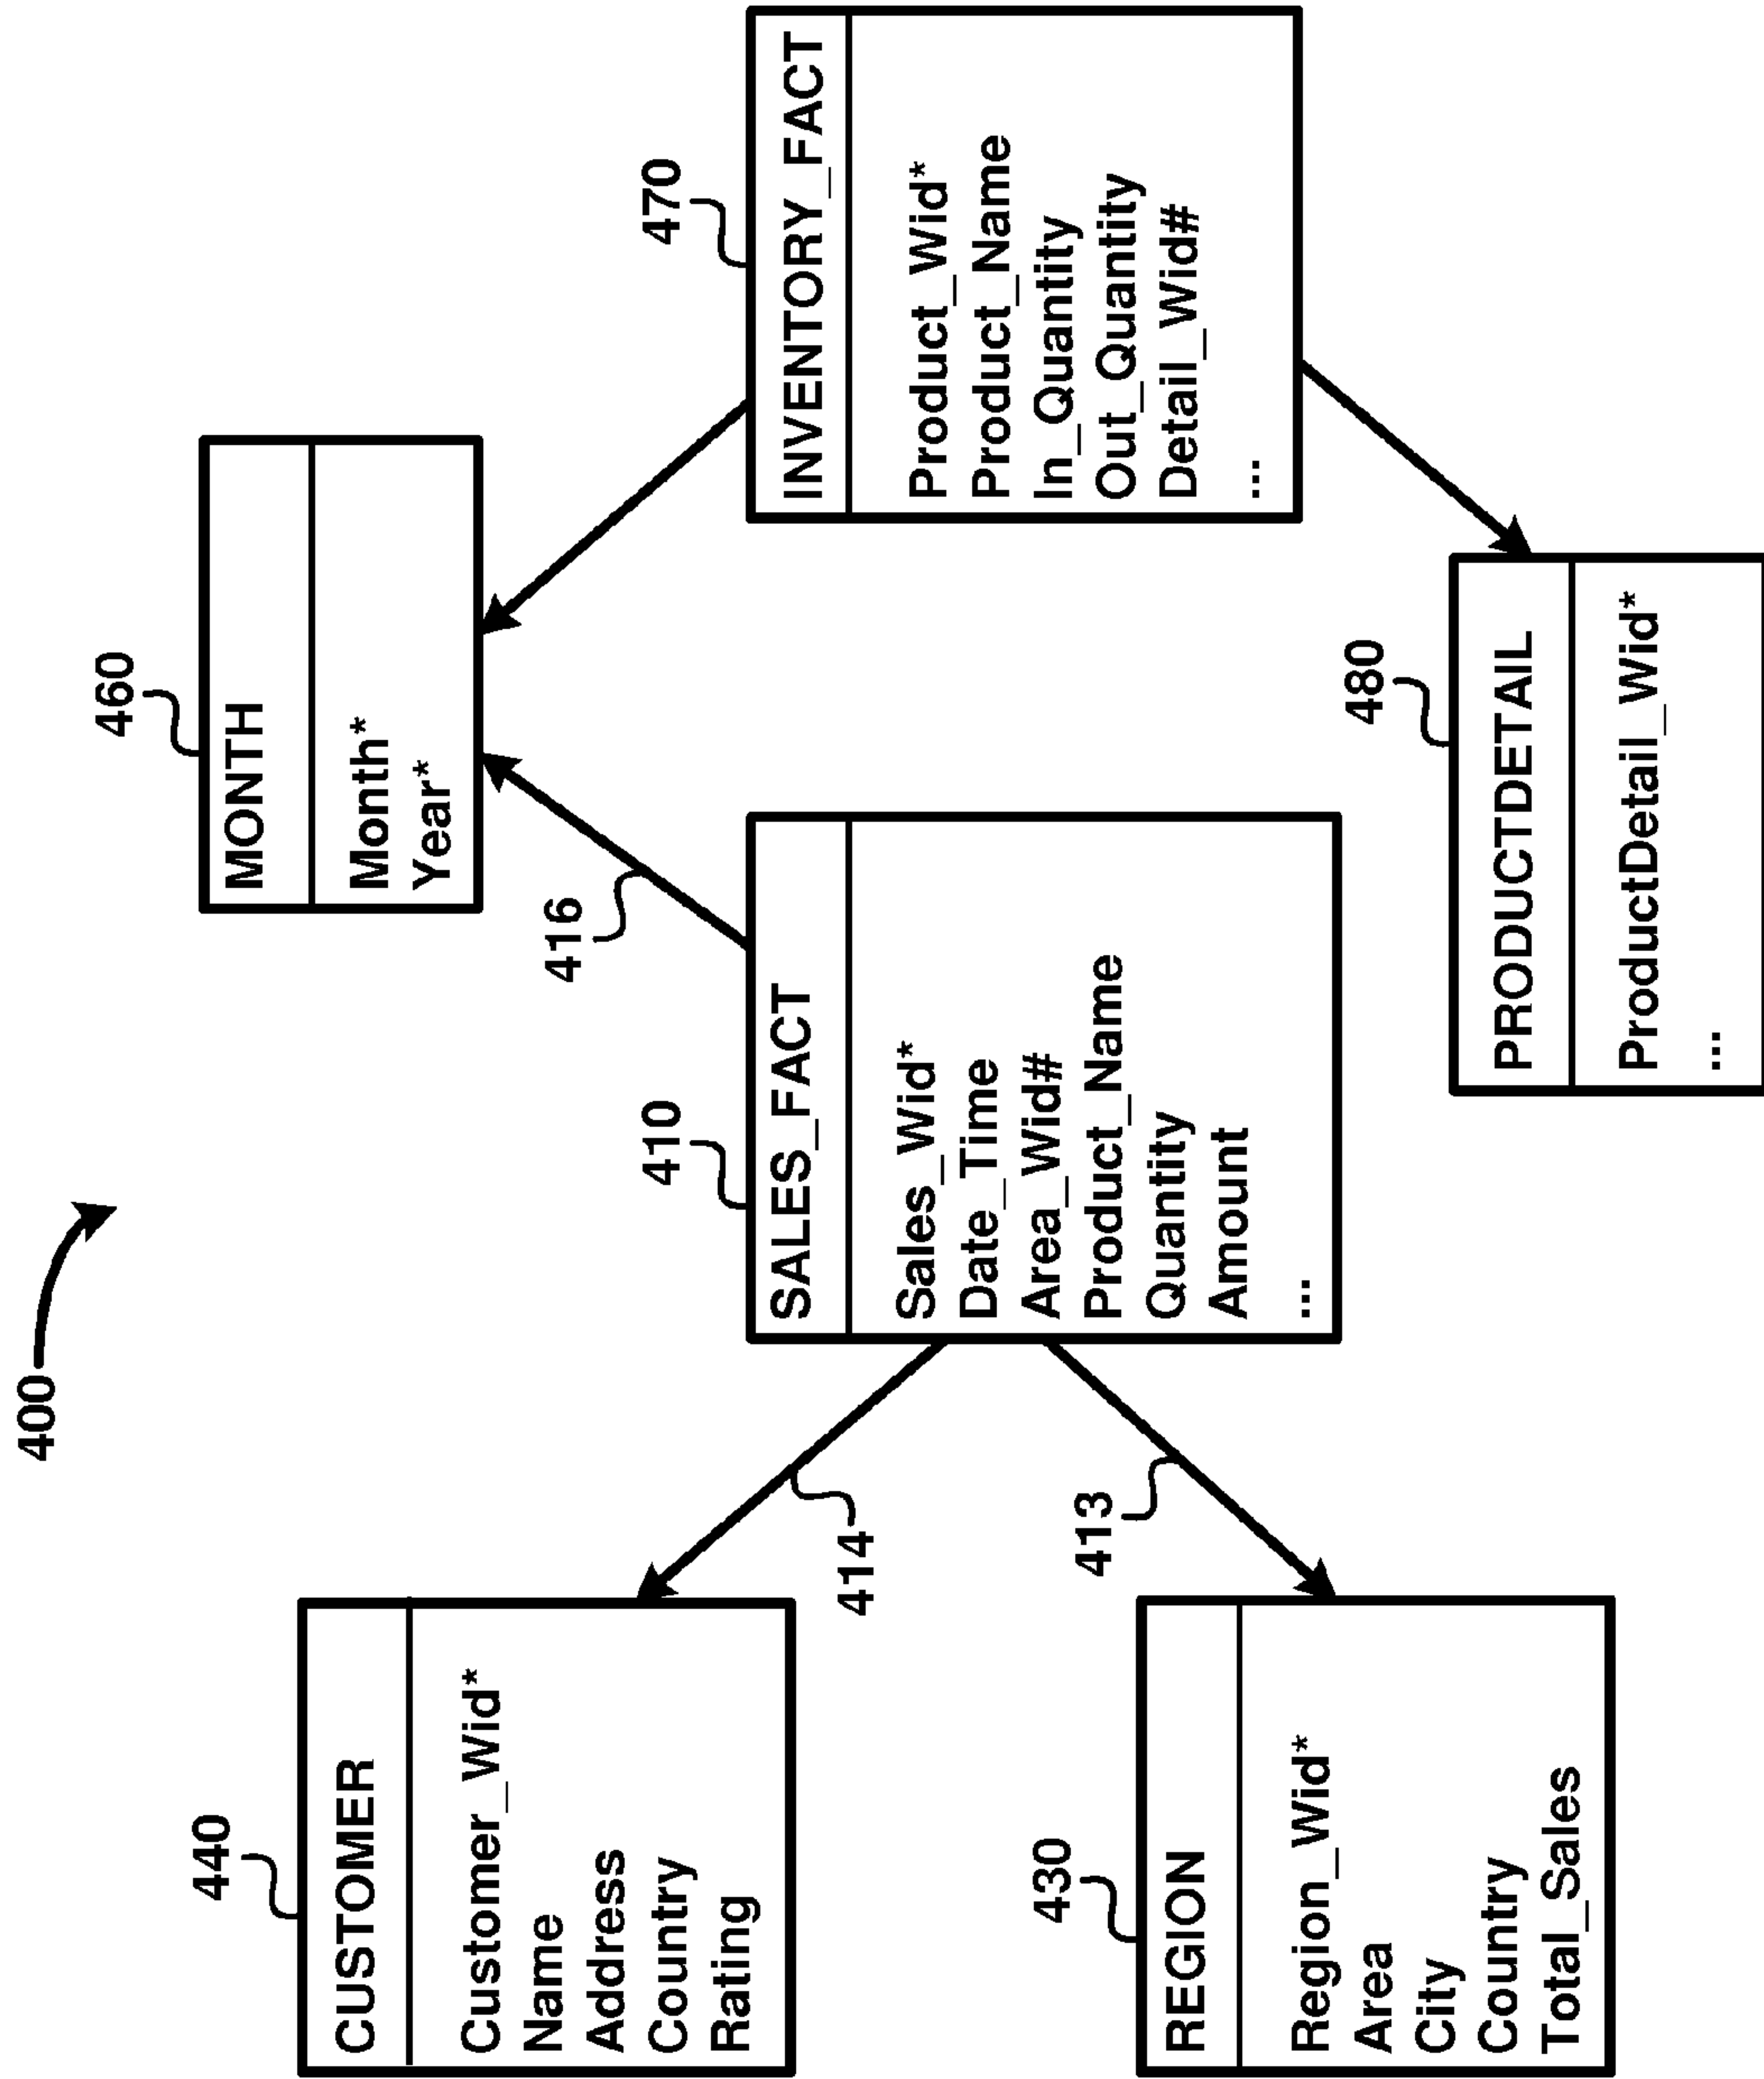 400
440
CUSTOMER
Customer_Wid*
Name
Address
Country
Rating
414
430
REGION
Region_Wid*
Area
City
Country
Total_Sales
413
410
SALES_FACT
Sales_Wid*
Date_Time
Area_Wid#
Product_Name
Quantity
Amount
...
416
460
MONTH
Month*
Year*
470
INVENTORY_FACT
Product_Wid*
Product_Name
In_Quantity
Out_Quantity
Detail_Wid#
...
480
PRODUCTDETAIL
ProductDetail_Wid*
...